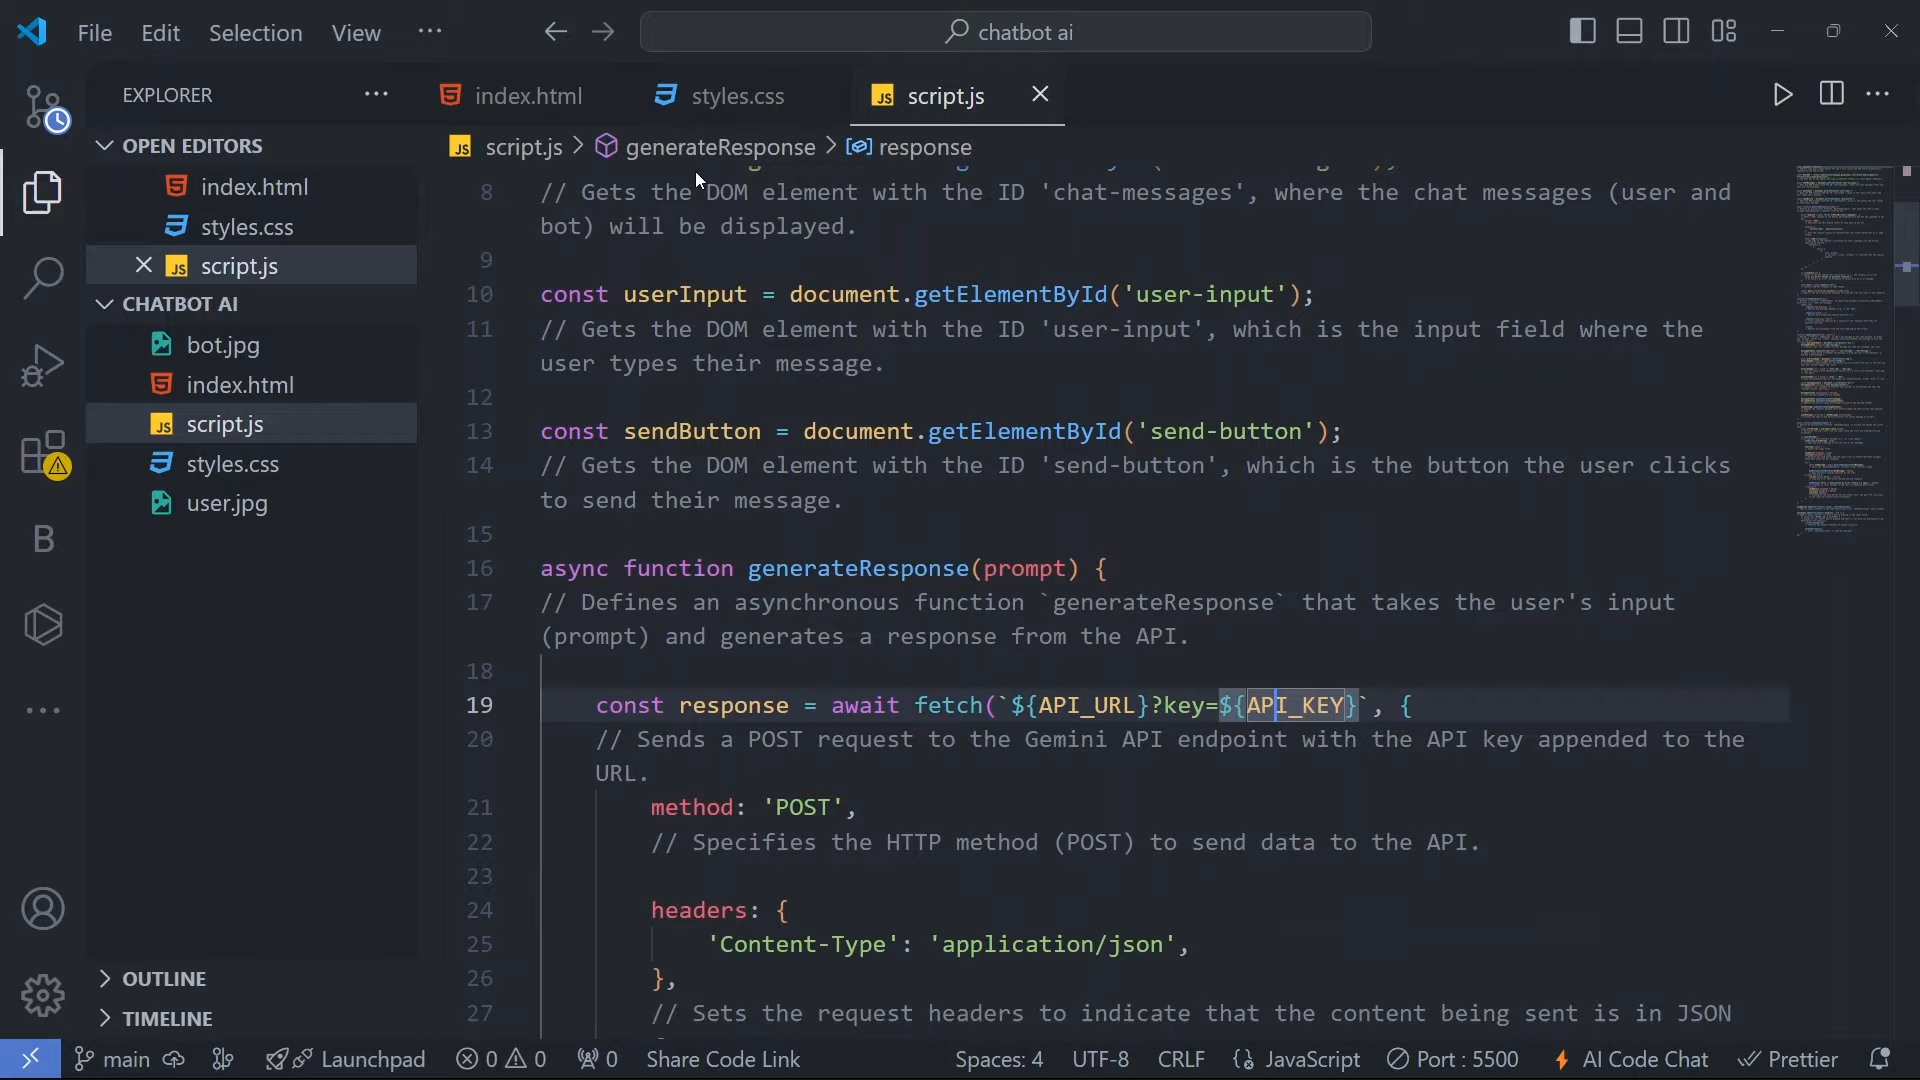 File Edit Selection View ··· chatbot ai
EXPLORER ··· index.html styles.css JS script.js
OPEN EDITORS
JS script.js > generateResponse > response
index.html
styles.css
JS script.js
CHATBOT AI
bot.jpg
index.html
JS script.js
styles.css
user.jpg
B
OUTLINE
TIMELINE
8 // Gets the DOM element with the ID 'chat-messages', where the chat messages (user and
bot) will be displayed.
9
10 const userInput = document.getElementById('user-input');
11 // Gets the DOM element with the ID 'user-input', which is the input field where the
user types their message.
12
13 const sendButton = document.getElementById('send-button');
14 // Gets the DOM element with the ID 'send-button', which is the button the user clicks
to send their message.
15
16 async function generateResponse(prompt) {
17 // Defines an asynchronous function `generateResponse` that takes the user's input
(prompt) and generates a response from the API.
18
19 const response = await fetch(`${API_URL}?key=${API_KEY}`, {
20 // Sends a POST request to the Gemini API endpoint with the API key appended to the
URL.
21 method: 'POST',
22 // Specifies the HTTP method (POST) to send data to the API.
23
24 headers: {
25 'Content-Type': 'application/json',
26 },
27 // Sets the request headers to indicate that the content being sent is in JSON
main Launchpad 0 0 0 Share Code Link Spaces: 4 UTF-8 CRLF {} JavaScript Port : 5500 AI Code Chat Prettier